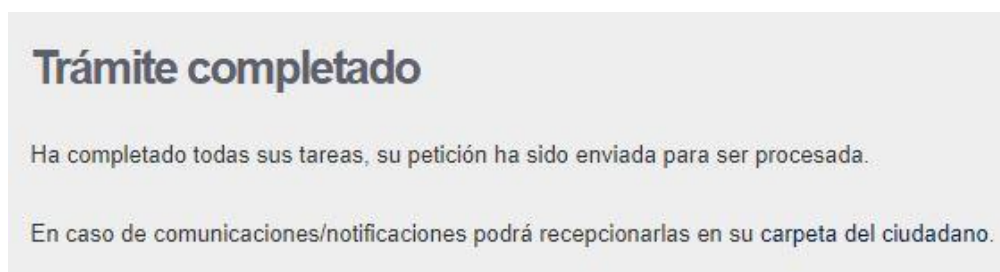 Trámite completado
Ha completado todas sus tareas, su petición ha sido enviada para ser procesada.
En caso de comunicaciones/notificaciones podrá recepcionarlas en su carpeta del ciudadano.